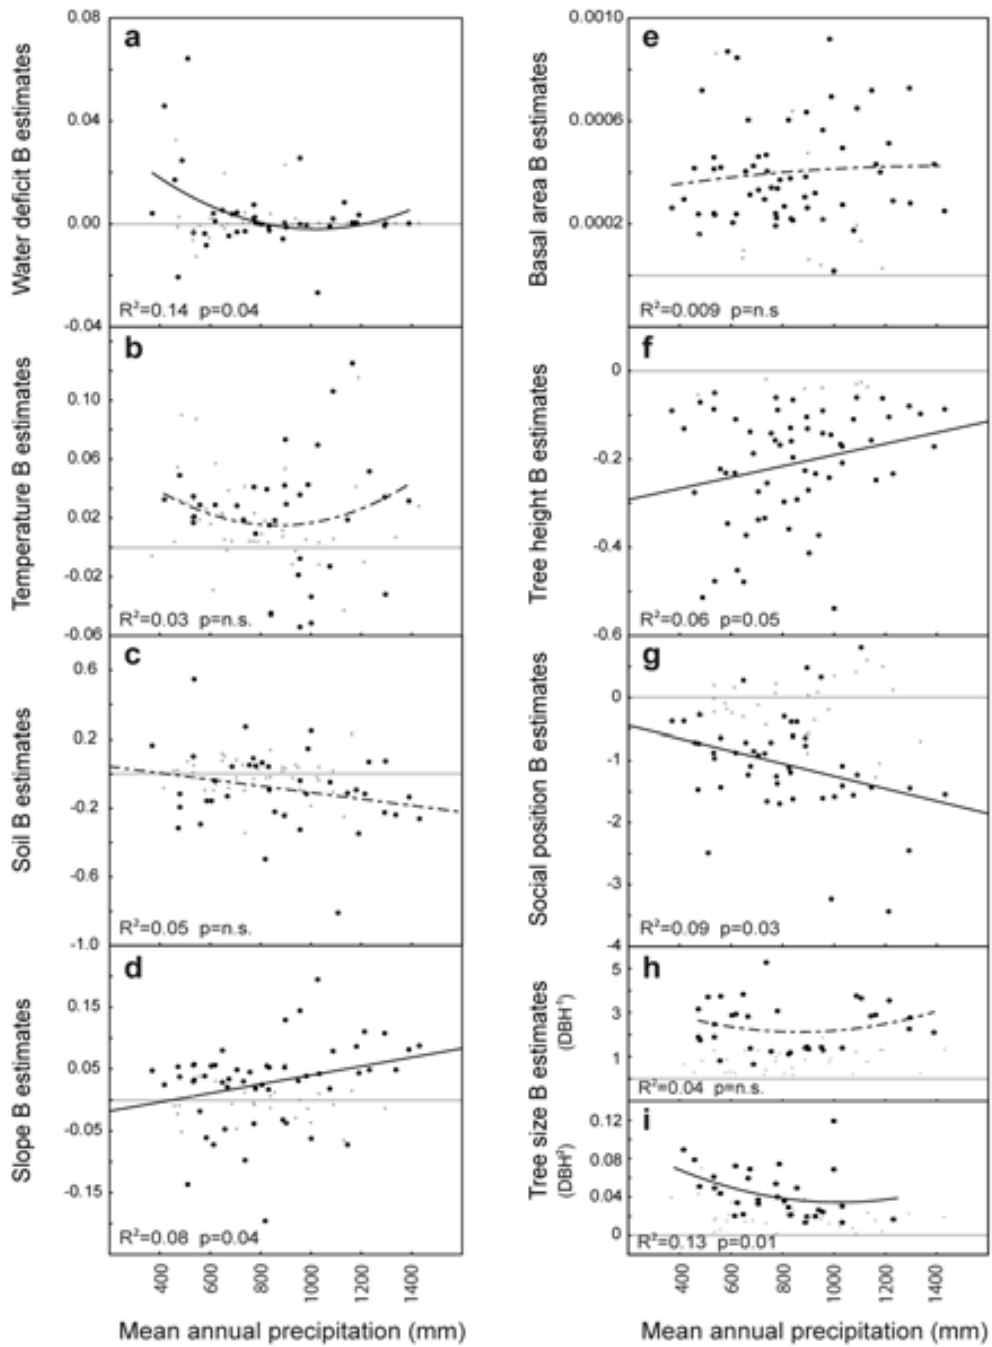 a
Water deficit B estimates
0.08
0.04
0.00
-0.04
R²=0.14 p=0.04
b
Temperature B estimates
0.10
0.06
0.02
-0.02
-0.06
R²=0.03 p=n.s.
c
Soil B estimates
0.6
0.2
-0.2
-0.6
-1.0
R²=0.05 p=n.s.
d
Slope B estimates
0.15
0.05
-0.05
-0.15
R²=0.08 p=0.04
400
600
800
1000
1200
1400
Mean annual precipitation (mm)
e
Basal area B estimates
0.0010
0.0006
0.0002
R²=0.009 p=n.s
f
Tree height B estimates
0
-0.2
-0.4
-0.6
R²=0.06 p=0.05
g
Social position B estimates
0
-1
-2
-3
-4
R²=0.09 p=0.03
h
Tree size B estimates
(DBH⁻¹)
5
3
1
R²=0.04 p=n.s.
i
(DBH²)
0.12
0.08
0.04
0
R²=0.13 p=0.01
400
600
800
1000
1200
1400
Mean annual precipitation (mm)